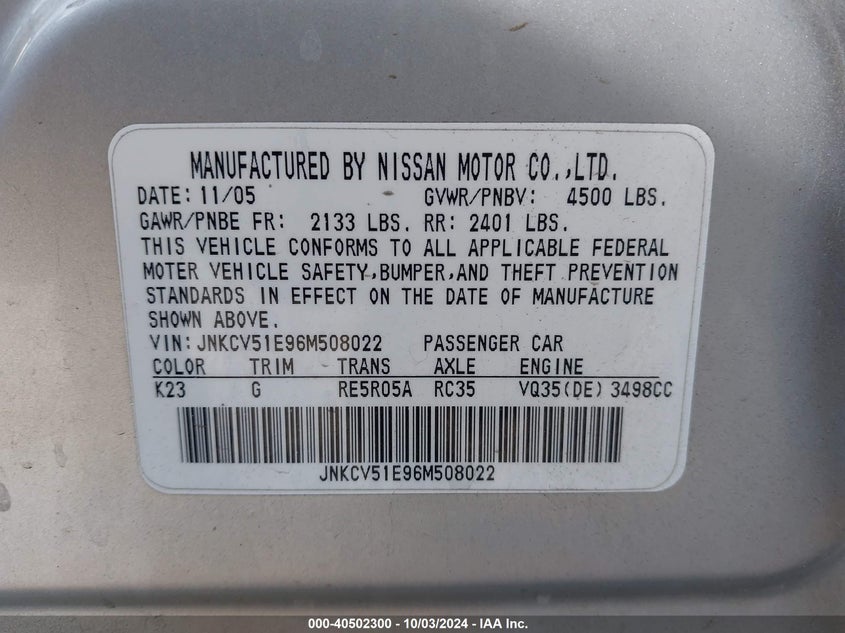 MANUFACTURED BY NISSAN MOTOR CO.,LTD.
DATE: 11/05 GVWR/PNBV: 4500 LBS.
GAWR/PNBE FR: 2133 LBS. RR: 2401 LBS.
THIS VEHICLE CONFORMS TO ALL APPLICABLE FEDERAL
MOTER VEHICLE SAFETY,BUMPER,AND THEFT PREVENTION
STANDARDS IN EFFECT ON THE DATE OF MANUFACTURE
SHOWN ABOVE.
VIN: JNKCV51E96M508022 PASSENGER CAR
COLOR TRIM TRANS AXLE ENGINE
K23 G RE5R05A RC35 VQ35(DE) 3498CC
JNKCV51E96M508022
000-40502300 - 10/03/2024 - IAA Inc.